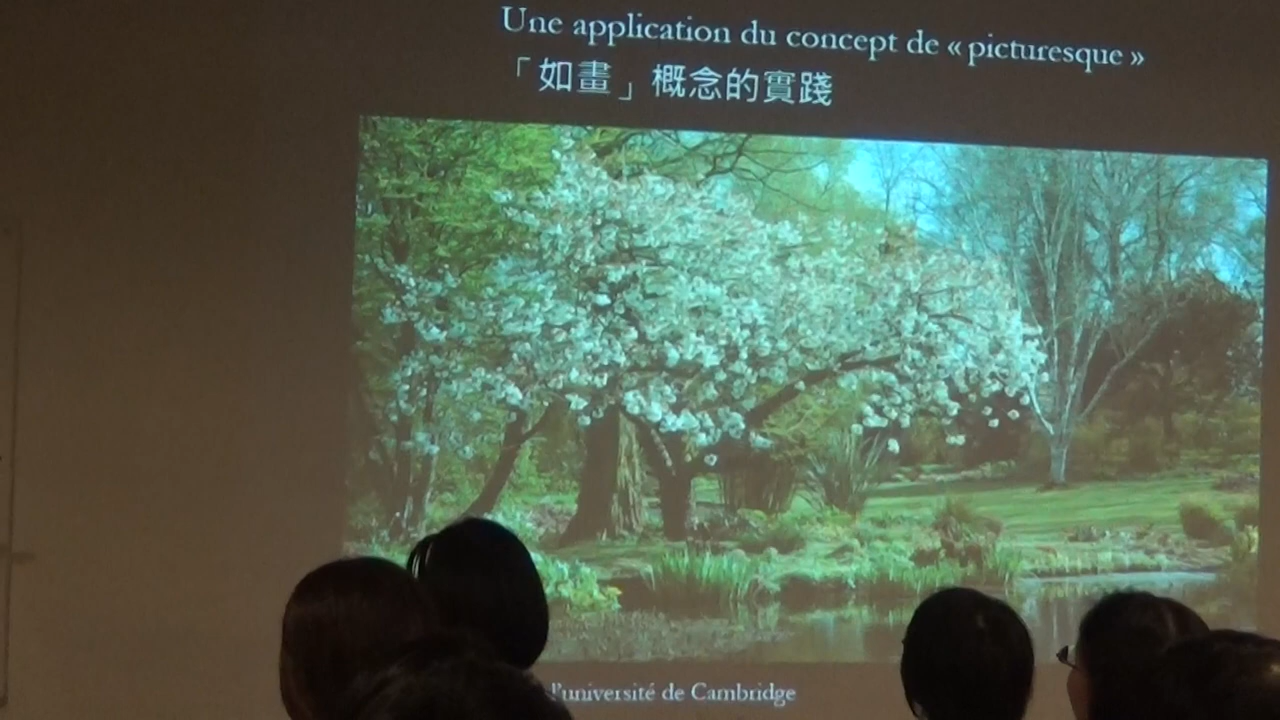 Une application du concept de « picturesque »
「如畫」概念的實踐
l'université de Cambridge